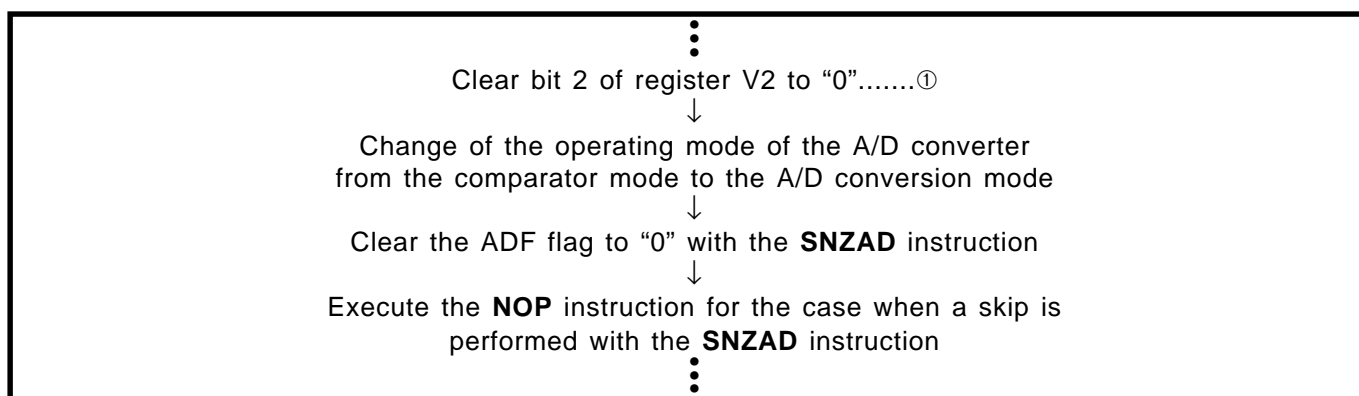 Clear bit 2 of register V2 to “0”.......①
↓
Change of the operating mode of the A/D converter
from the comparator mode to the A/D conversion mode
↓
Clear the ADF flag to “0” with the SNZAD instruction
↓
Execute the NOP instruction for the case when a skip is
performed with the SNZAD instruction